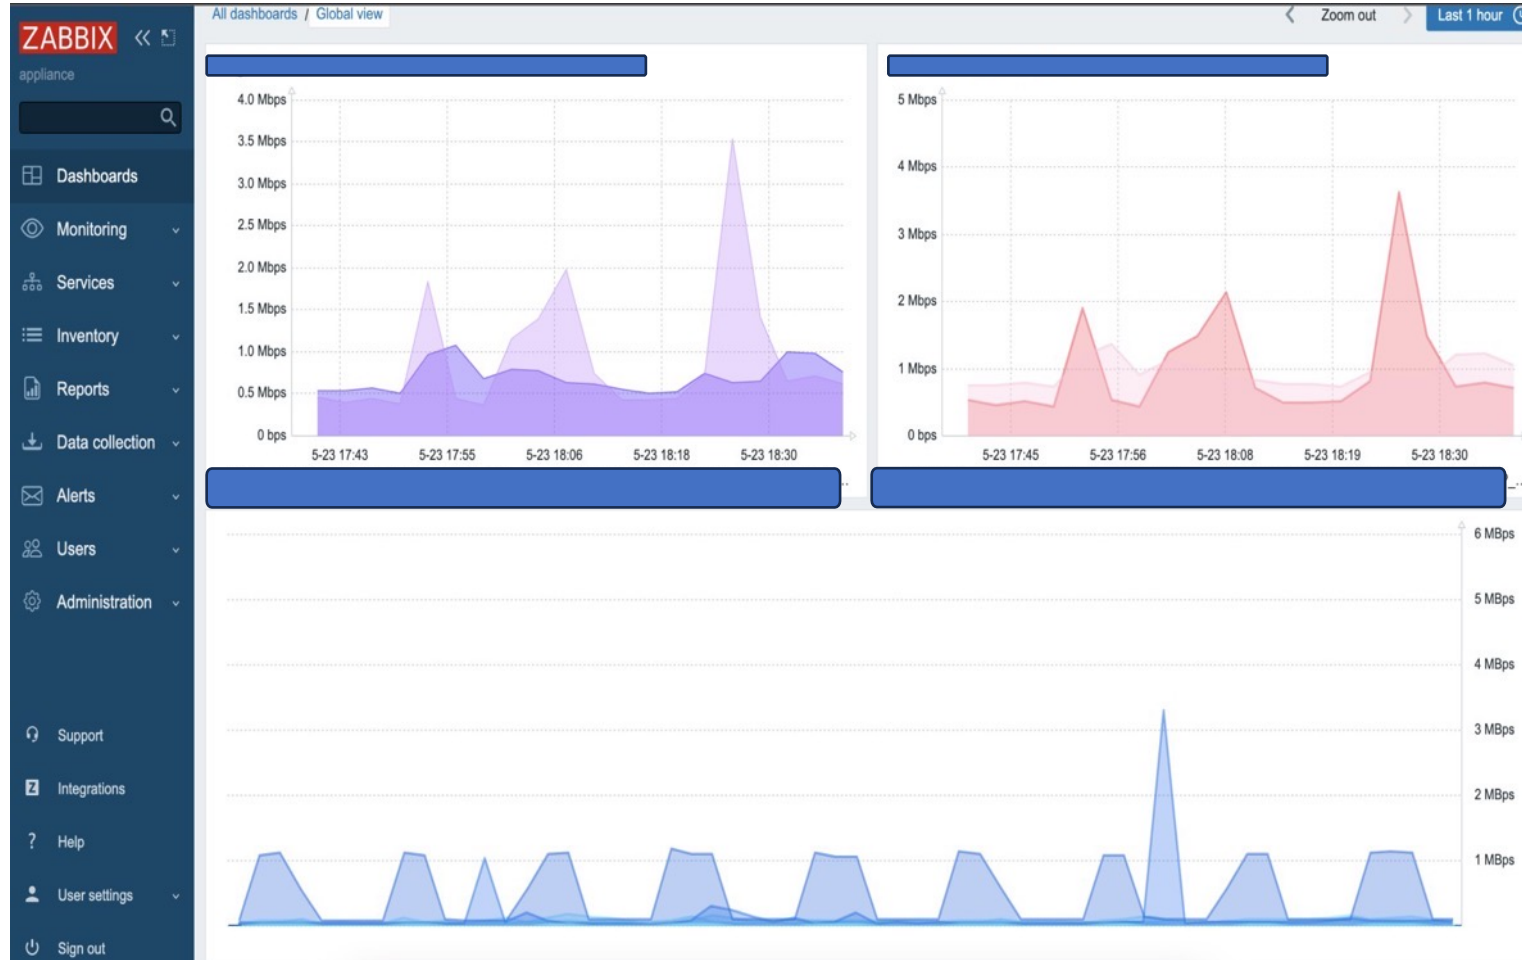 All dashboards / Global view
Zoom out
Last 1 hour
ZABBIX
appliance
Dashboards
Monitoring
Services
Inventory
Reports
Data collection
Alerts
Users
Administration
Support
Integrations
Help
User settings
Sign out
4.0 Mbps
3.5 Mbps
3.0 Mbps
2.5 Mbps
2.0 Mbps
1.5 Mbps
1.0 Mbps
0.5 Mbps
0 bps
5-23 17:43 5-23 17:55 5-23 18:06 5-23 18:18 5-23 18:30
...
5 Mbps
4 Mbps
3 Mbps
2 Mbps
1 Mbps
0 bps
5-23 17:45 5-23 17:56 5-23 18:08 5-23 18:19 5-23 18:30
6 MBps
5 MBps
4 MBps
3 MBps
2 MBps
1 MBps